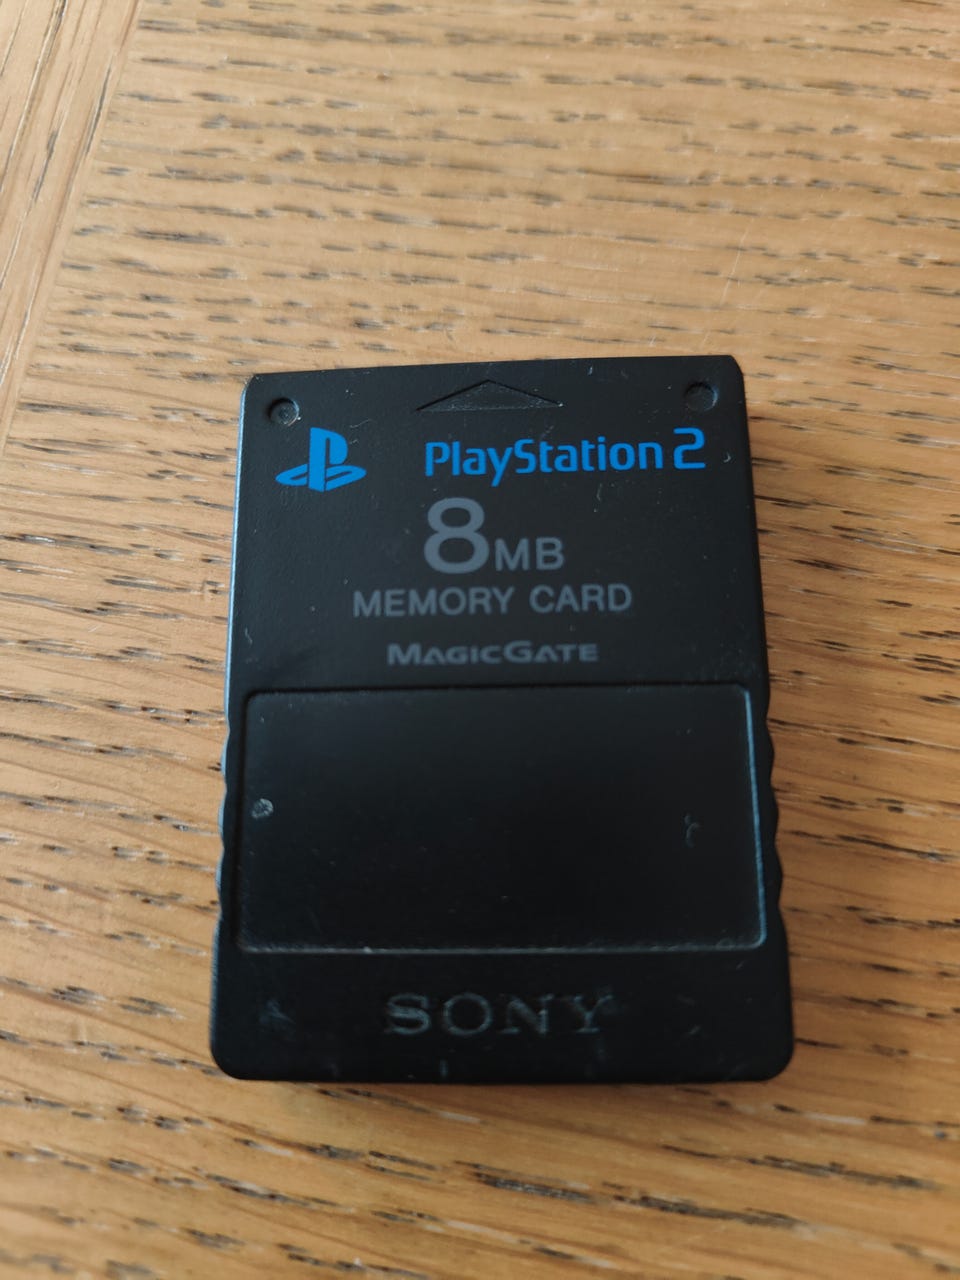 PlayStation 2
8MB
MEMORY CARD
MAGICGATE
SONY